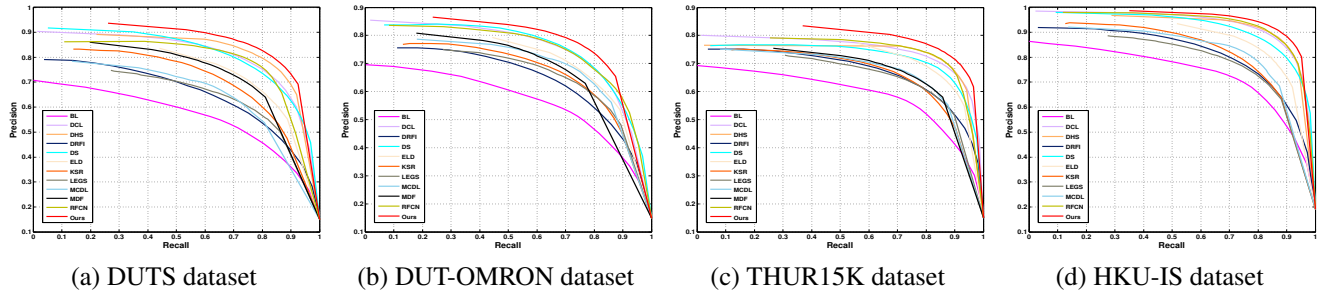 Precision
1
0.9
0.8
0.7
0.6
0.5
0.4
0.3
0.2
0.1
BL
DCL
DHS
DRFI
DS
ELD
KSR
LEGS
MCDL
MDF
RFCN
Ours
0 0.1 0.2 0.3 0.4 0.5 0.6 0.7 0.8 0.9 1
Recall
(a) DUTS dataset
Precision
1
0.9
0.8
0.7
0.6
0.5
0.4
0.3
0.2
0.1
BL
DCL
DHS
DRFI
DS
ELD
KSR
LEGS
MCDL
MDF
RFCN
Ours
0 0.1 0.2 0.3 0.4 0.5 0.6 0.7 0.8 0.9 1
Recall
(b) DUT-OMRON dataset
Precision
1
0.9
0.8
0.7
0.6
0.5
0.4
0.3
0.2
0.1
BL
DCL
DHS
DRFI
DS
ELD
KSR
LEGS
MCDL
MDF
RFCN
Ours
0 0.1 0.2 0.3 0.4 0.5 0.6 0.7 0.8 0.9 1
Recall
(c) THUR15K dataset
Precision
1
0.9
0.8
0.7
0.6
0.5
0.4
0.3
0.2
0.1
BL
DCL
DHS
DRFI
DS
ELD
KSR
LEGS
MCDL
RFCN
Ours
0 0.1 0.2 0.3 0.4 0.5 0.6 0.7 0.8 0.9 1
Recall
(d) HKU-IS dataset